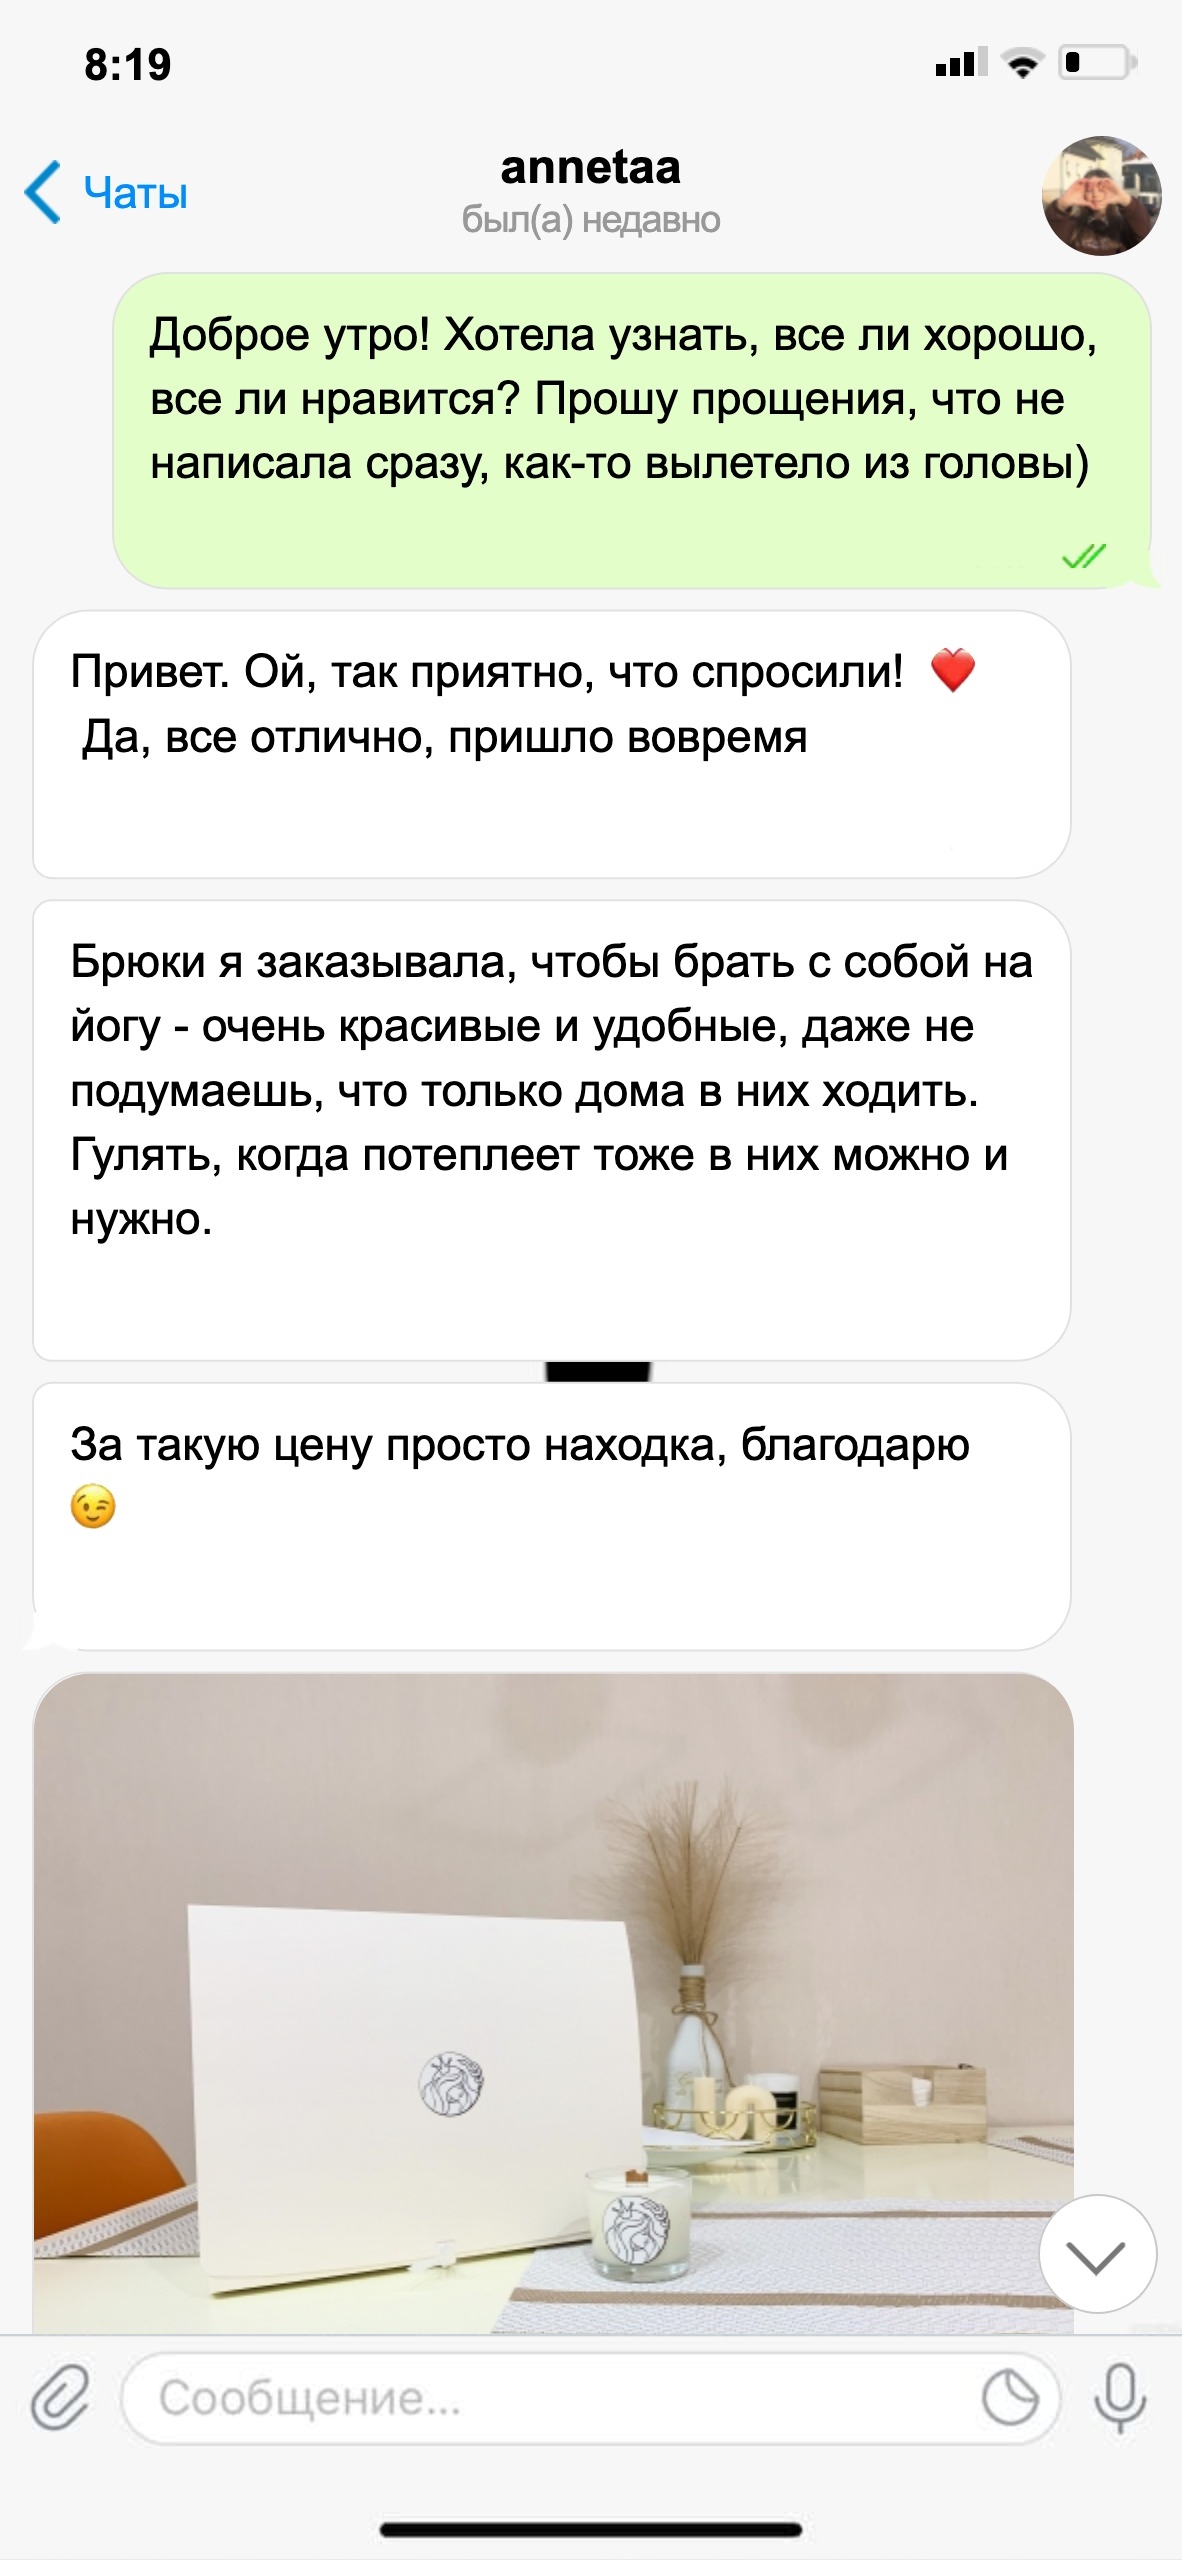 8:19
Чаты
annetaa
был(а) недавно
Доброе утро! Хотела узнать, все ли хорошо,
все ли нравится? Прошу прощения, что не
написала сразу, как-то вылетело из головы)
Привет. Ой, так приятно, что спросили! ❤️
Да, все отлично, пришло вовремя
Брюки я заказывала, чтобы брать с собой на
йогу - очень красивые и удобные, даже не
подумаешь, что только дома в них ходить.
Гулять, когда потеплеет тоже в них можно и
нужно.
За такую цену просто находка, благодарю
😉
Сообщение...